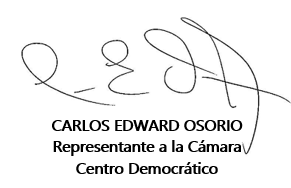 CARLOS EDWARD OSORIO
Representante a la Cámara
Centro Democrático